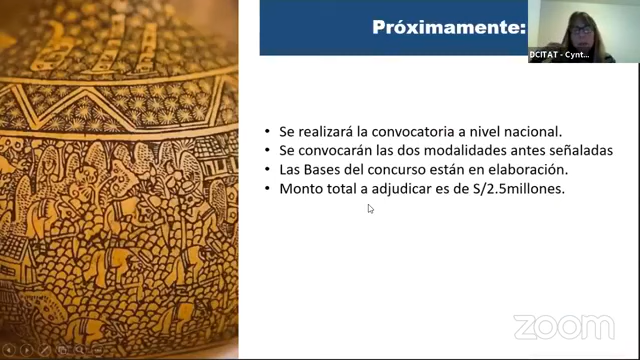 Próximamente:
DCITAT - Cynt...
• Se realizará la convocatoria a nivel nacional.
• Se convocarán las dos modalidades antes señaladas
• Las Bases del concurso están en elaboración.
• Monto total a adjudicar es de S/2.5millones.
zoom